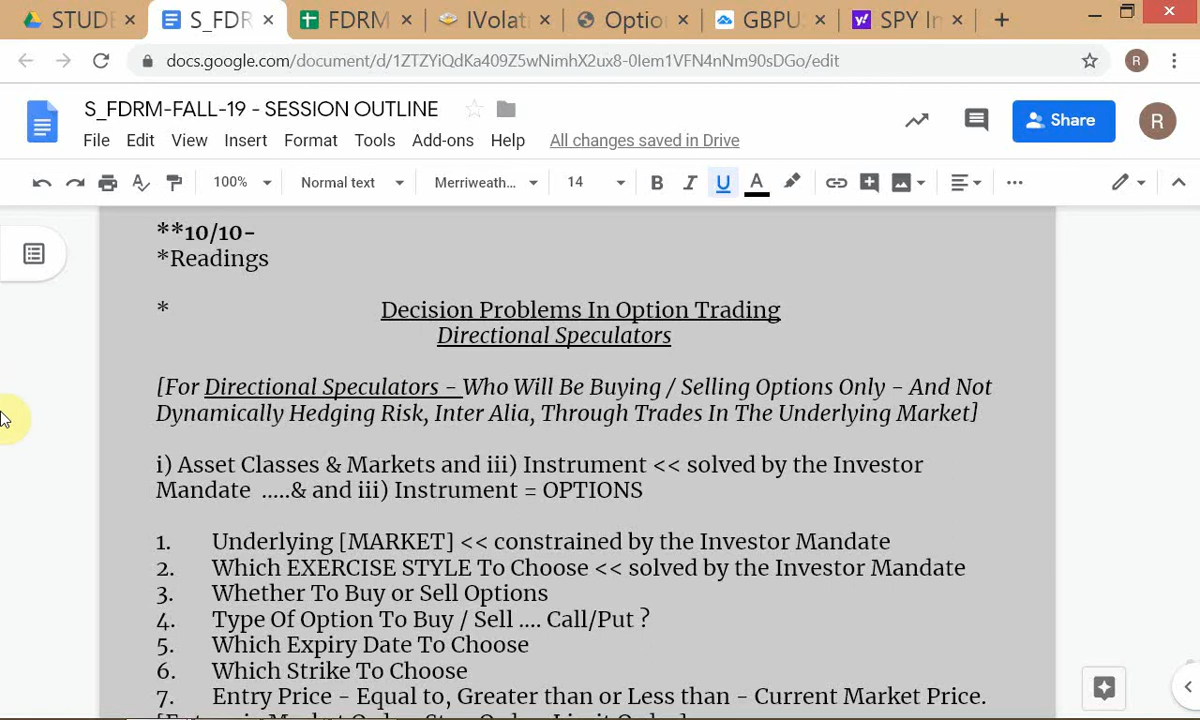 STUDE
S_FDR
FDRM
IVolat
Optio
GBPU
SPY In
docs.google.com/document/d/1ZTZYiQdKa409Z5wNimhX2ux8-0Iem1VFN4nNm90sDGo/edit
R
S_FDRM-FALL-19 - SESSION OUTLINE
File Edit View Insert Format Tools Add-ons Help All changes saved in Drive
Share
R
100% Normal text Merriweath... 14 B I U A
**10/10-
*Readings
* Decision Problems In Option Trading
Directional Speculators
[For Directional Speculators - Who Will Be Buying / Selling Options Only - And Not
Dynamically Hedging Risk, Inter Alia, Through Trades In The Underlying Market]
i) Asset Classes & Markets and iii) Instrument << solved by the Investor
Mandate .....& and iii) Instrument = OPTIONS
1. Underlying [MARKET] << constrained by the Investor Mandate
2. Which EXERCISE STYLE To Choose << solved by the Investor Mandate
3. Whether To Buy or Sell Options
4. Type Of Option To Buy / Sell .... Call/Put ?
5. Which Expiry Date To Choose
6. Which Strike To Choose
7. Entry Price - Equal to, Greater than or Less than - Current Market Price.